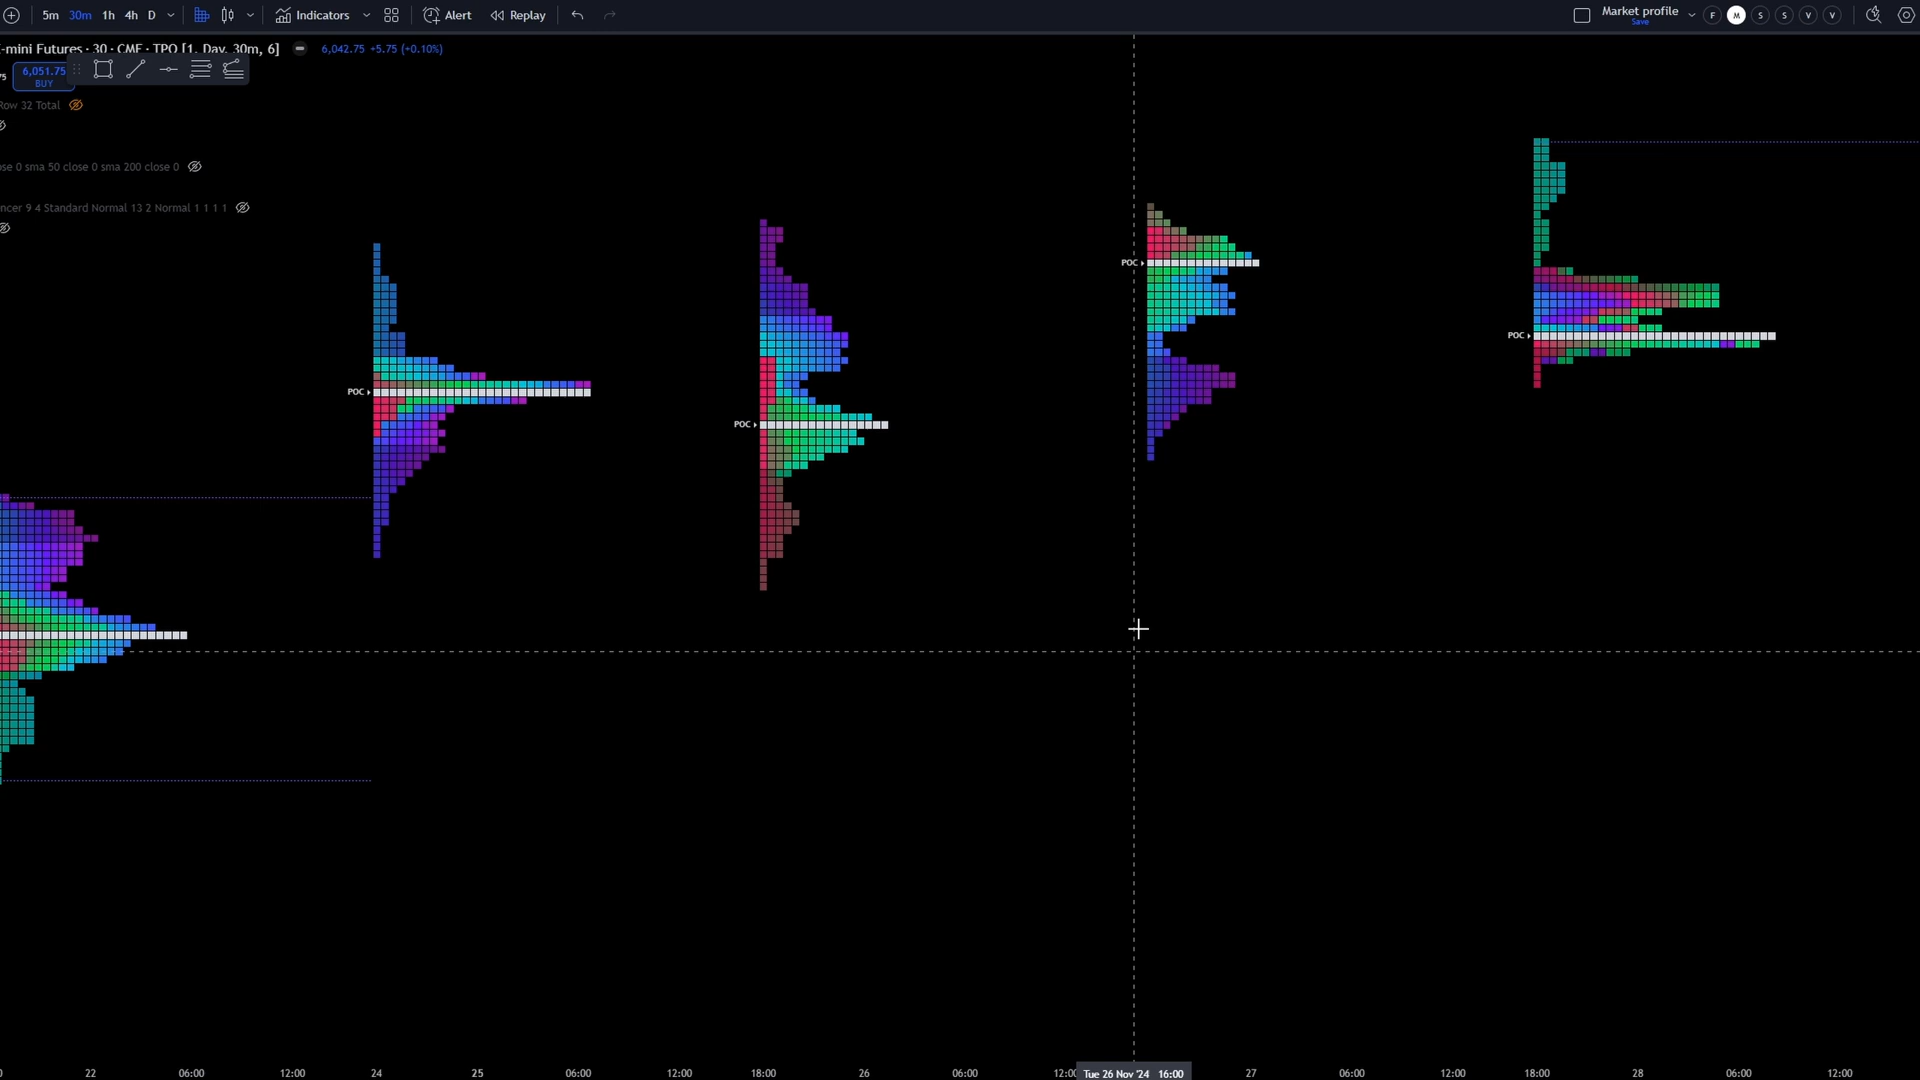 5m 30m 1h 4h D Indicators Alert Replay Market profile F M S S V V
Save
-mini Futures · 30 · CME · TPO [1, Day, 30m, 6] 6,042.75 +5.75 (+0.10%)
75 6,051.75
BUY
Row 32 Total
ose 0 sma 50 close 0 sma 200 close 0
ncer 9 4 Standard Normal 13 2 Normal 1 1 1 1
POC
POC
POC
POC
22 06:00 12:00 24 25 06:00 12:00 18:00 26 06:00 12:00 Tue 26 Nov '24 16:00 27 06:00 12:00 18:00 28 06:00 12:00